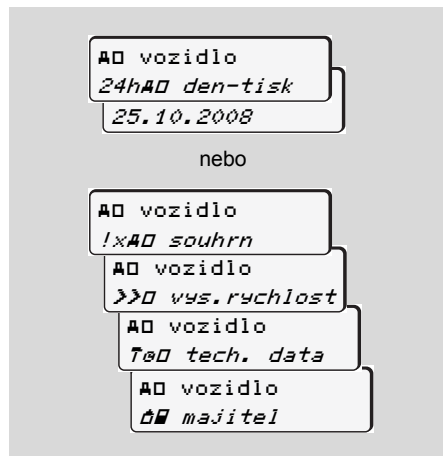 vozidlo
24h den-tisk
25.10.2008
nebo
vozidlo
!x souhrn
vozidlo
>> vys.rychlost
vozidlo
tech. data
vozidlo
majitel